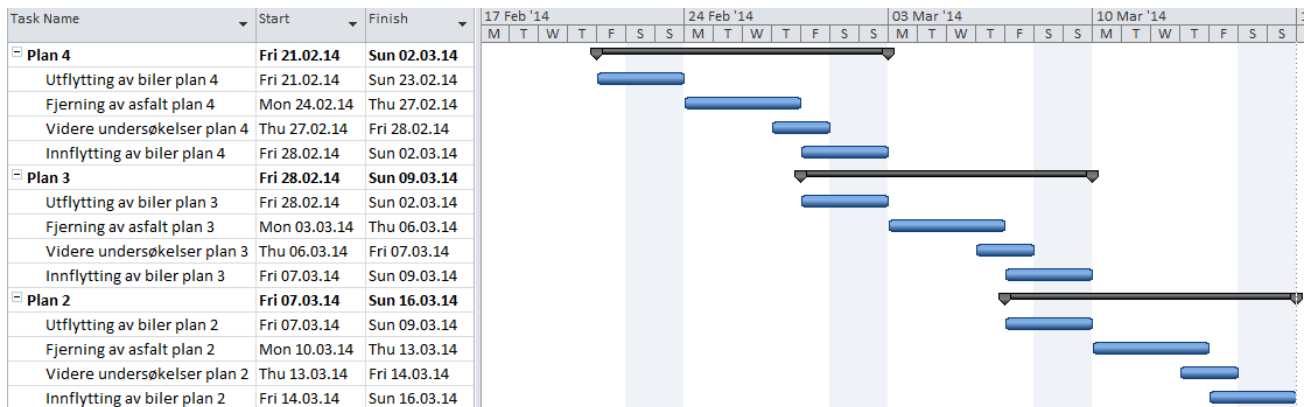 Task Name Start Finish 17 Feb '14 24 Feb '14 03 Mar '14 10 Mar '14 1
M T W T F S S M T W T F S S M T W T F S S M T W T F S S
Plan 4 Fri 21.02.14 Sun 02.03.14
Utflytting av biler plan 4 Fri 21.02.14 Sun 23.02.14
Fjerning av asfalt plan 4 Mon 24.02.14 Thu 27.02.14
Videre undersøkelser plan 4 Thu 27.02.14 Fri 28.02.14
Innflytting av biler plan 4 Fri 28.02.14 Sun 02.03.14
Plan 3 Fri 28.02.14 Sun 09.03.14
Utflytting av biler plan 3 Fri 28.02.14 Sun 02.03.14
Fjerning av asfalt plan 3 Mon 03.03.14 Thu 06.03.14
Videre undersøkelser plan 3 Thu 06.03.14 Fri 07.03.14
Innflytting av biler plan 3 Fri 07.03.14 Sun 09.03.14
Plan 2 Fri 07.03.14 Sun 16.03.14
Utflytting av biler plan 2 Fri 07.03.14 Sun 09.03.14
Fjerning av asfalt plan 2 Mon 10.03.14 Thu 13.03.14
Videre undersøkelser plan 2 Thu 13.03.14 Fri 14.03.14
Innflytting av biler plan 2 Fri 14.03.14 Sun 16.03.14